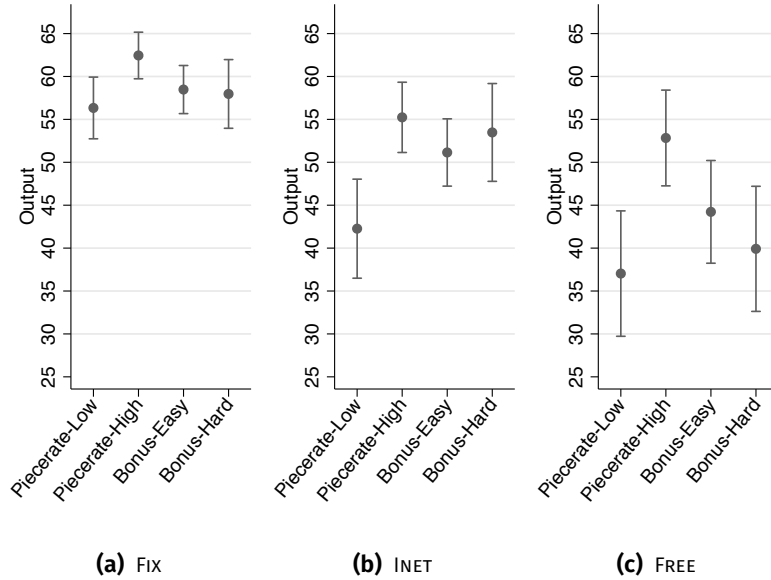 Output
65
60
55
50
45
40
35
30
25
Piecerate-Low
Piecerate-High
Bonus-Easy
Bonus-Hard
(a) FIX
Output
65
60
55
50
45
40
35
30
25
Piecerate-Low
Piecerate-High
Bonus-Easy
Bonus-Hard
(b) INET
Output
65
60
55
50
45
40
35
30
25
Piecerate-Low
Piecerate-High
Bonus-Easy
Bonus-Hard
(c) FREE